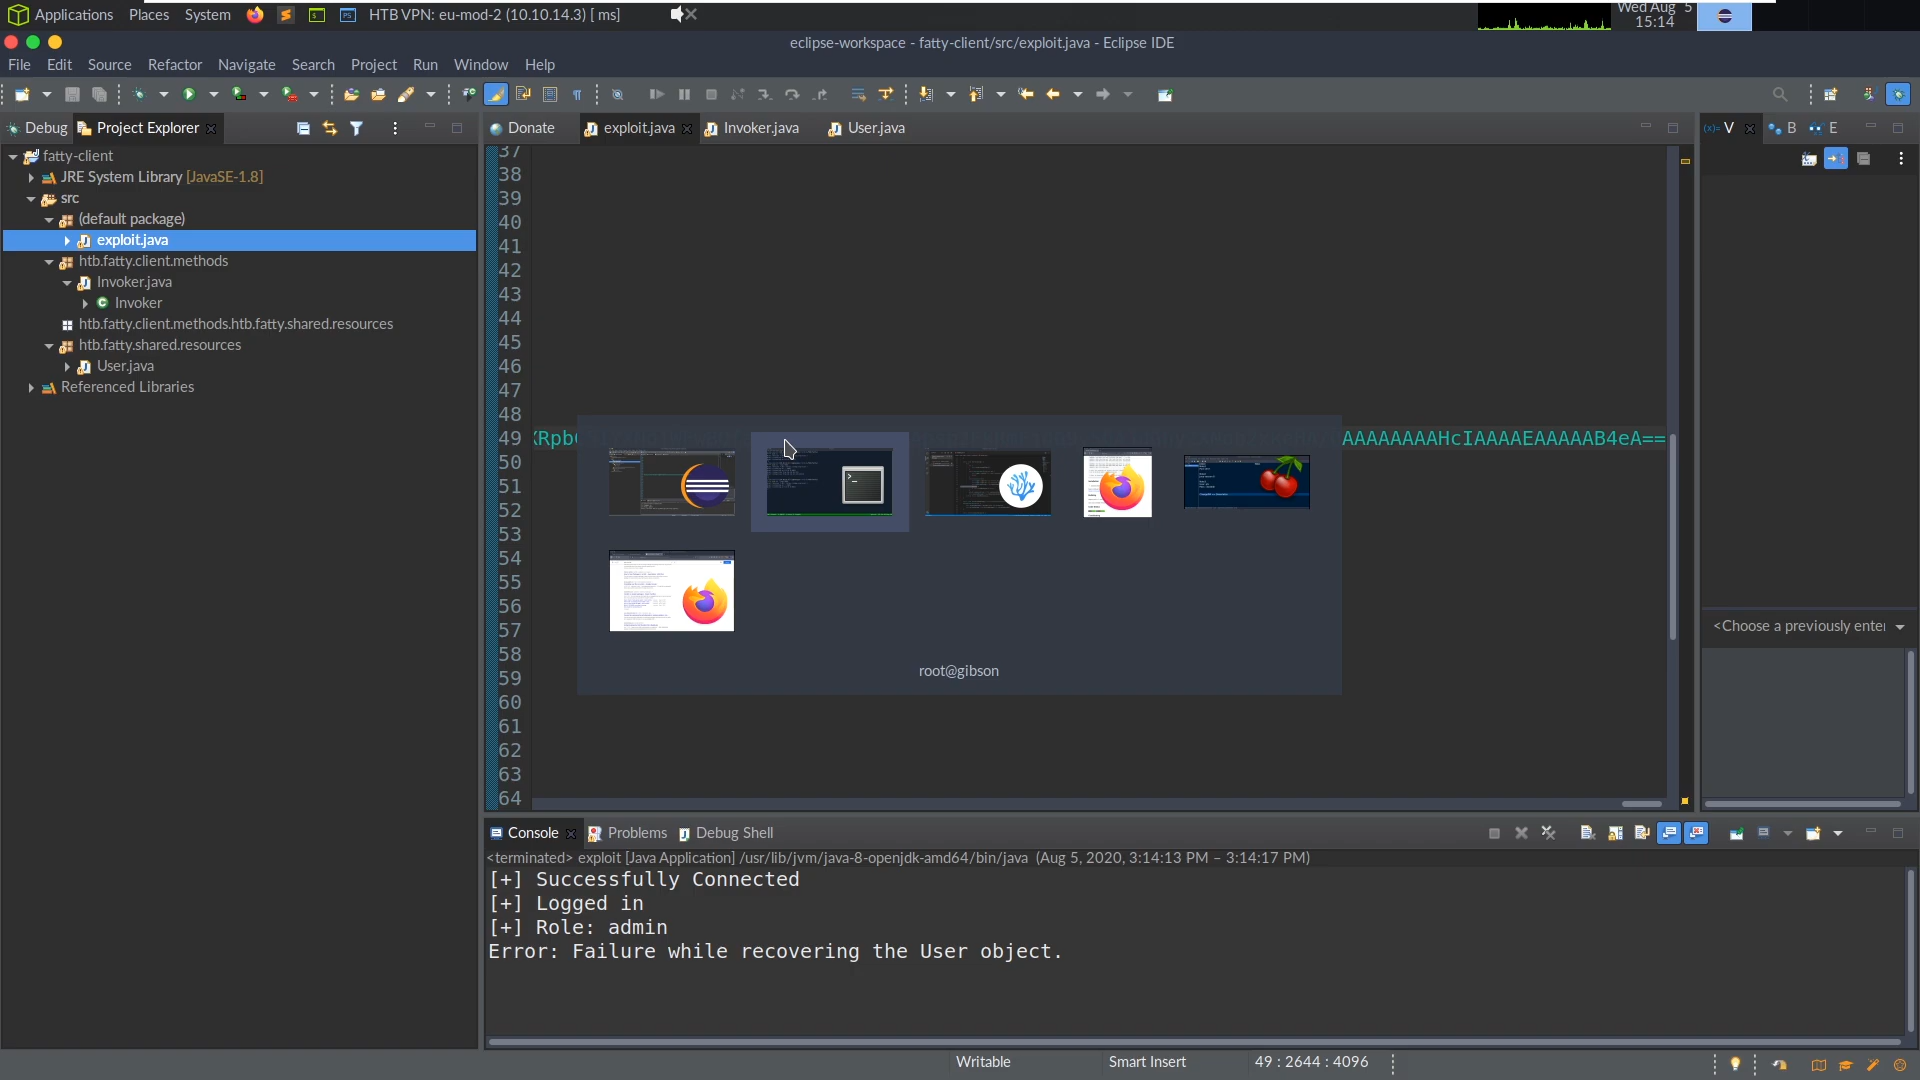 Applications Places System HTB VPN: eu-mod-2 (10.10.14.3) [ ms] Wed Aug 5
15:14
eclipse-workspace - fatty-client/src/exploit.java - Eclipse IDE
File Edit Source Refactor Navigate Search Project Run Window Help
Debug Project Explorer Donate exploit.java Invoker.java User.java V B E
fatty-client
JRE System Library [JavaSE-1.8]
src
(default package)
exploit.java
htb.fatty.client.methods
Invoker.java
Invoker
htb.fatty.client.methods.htb.fatty.shared.resources
htb.fatty.shared.resources
User.java
Referenced Libraries
37
38
39
40
41
42
43
44
45
46
47
48
49 AAAAAAAAHcIAAAAEAAAAAB4eA==
50
51
52
53
54
55
56
57
58
59
60
61
62
63
64
root@gibson
<Choose a previously enter
Console Problems Debug Shell
<terminated> exploit [Java Application] /usr/lib/jvm/java-8-openjdk-amd64/bin/java (Aug 5, 2020, 3:14:13 PM – 3:14:17 PM)
[+] Successfully Connected
[+] Logged in
[+] Role: admin
Error: Failure while recovering the User object.
Writable Smart Insert 49 : 2644 : 4096